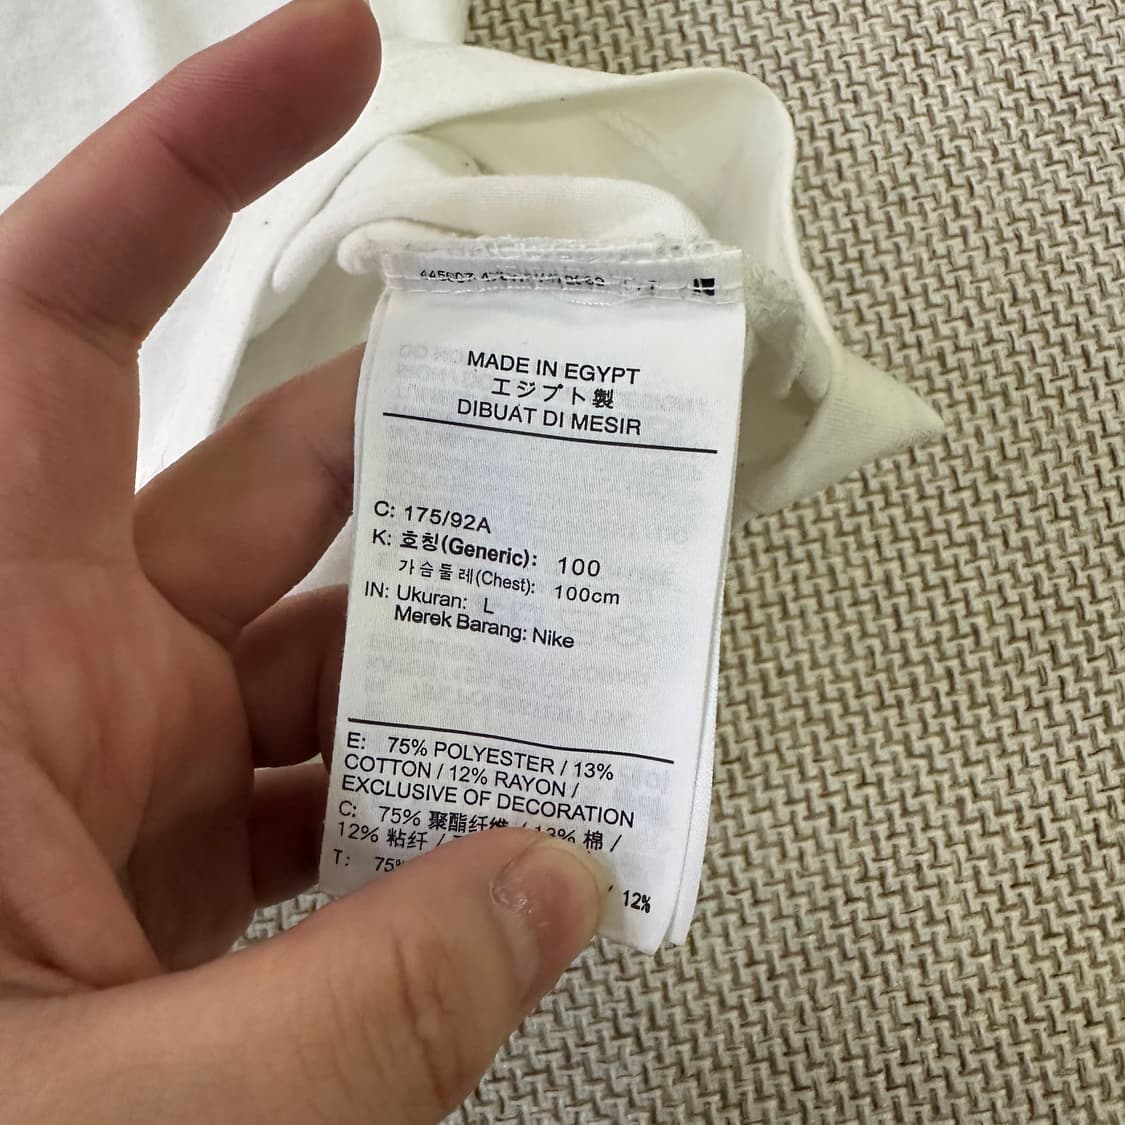 MADE IN EGYPT
エジプト製
DIBUAT DI MESIR
C: 175/92A
K: 호칭(Generic): 100
가슴둘레(Chest): 100cm
IN: Ukuran: L
Merek Barang: Nike
E: 75% POLYESTER / 13%
COTTON / 12% RAYON /
EXCLUSIVE OF DECORATION
C: 75% 聚酯纤维 / 13% 棉 /
12% 粘纤 /
T: 75% / 12%